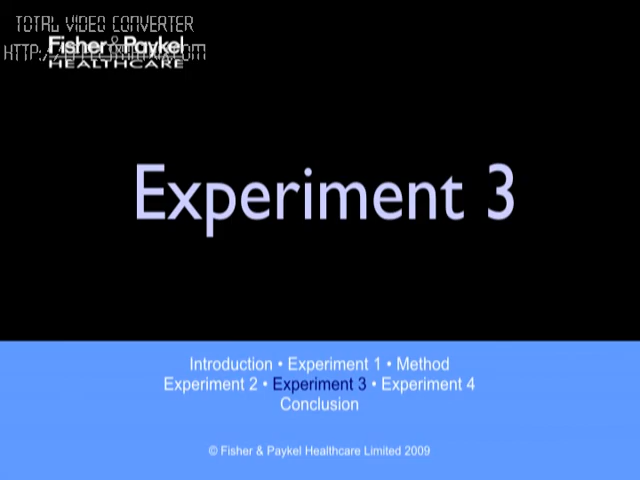 TOTAL VIDEO CONVERTER
Fisher & Paykel
HEALTHCARE
Experiment 3
Introduction • Experiment 1 • Method
Experiment 2 • Experiment 3 • Experiment 4
Conclusion
© Fisher & Paykel Healthcare Limited 2009